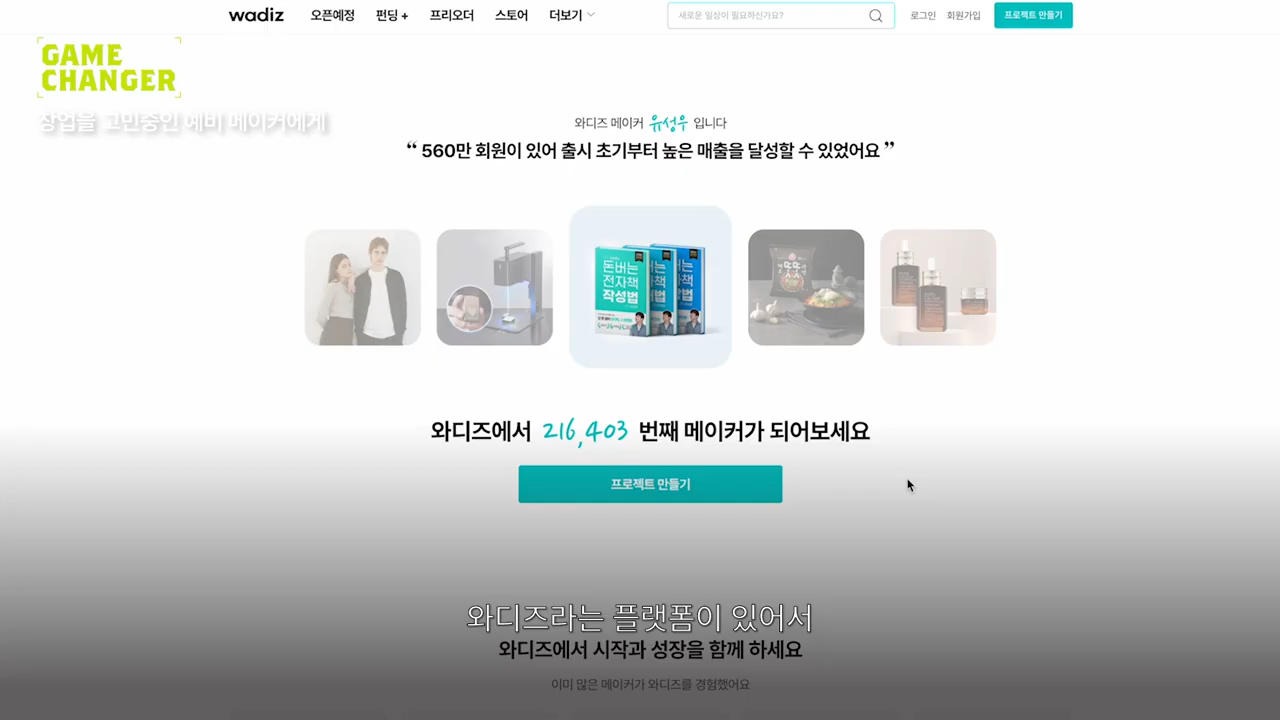 wadiz 오픈예정 펀딩 + 프리오더 스토어 더보기 새로운 일상이 필요하신가요? 로그인 회원가입 프로젝트 만들기
GAME
CHANGER
창업을 고민중인 예비 메이커에게
와디즈 메이커 유성우 입니다
“ 560만 회원이 있어 출시 초기부터 높은 매출을 달성할 수 있었어요 ”
돈버는
전자책
작성법
와디즈에서 216,403 번째 메이커가 되어보세요
프로젝트 만들기
와디즈라는 플랫폼이 있어서
와디즈에서 시작과 성장을 함께 하세요
이미 많은 메이커가 와디즈를 경험했어요